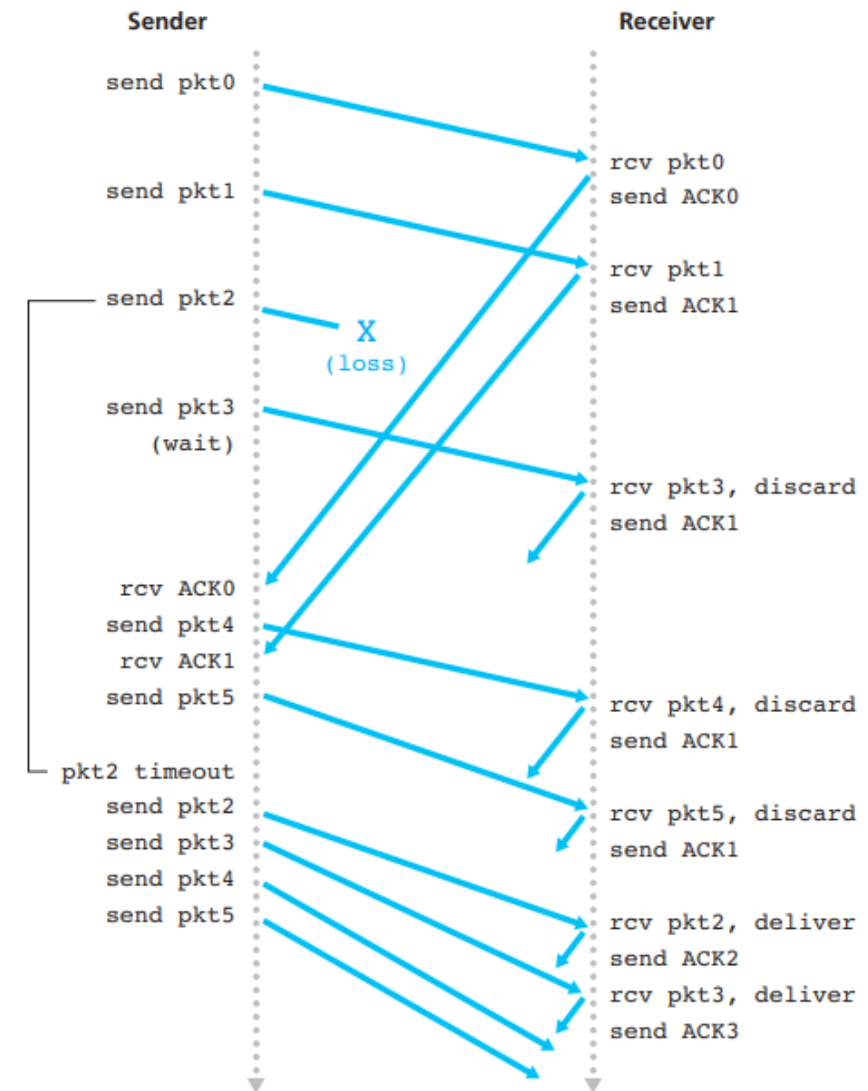 Sender
Receiver
send pkt0
rcv pkt0
send ACK0
send pkt1
rcv pkt1
send ACK1
send pkt2
X
(loss)
send pkt3
(wait)
rcv pkt3, discard
send ACK1
rcv ACK0
send pkt4
rcv ACK1
send pkt5
rcv pkt4, discard
send ACK1
pkt2 timeout
send pkt2
send pkt3
send pkt4
send pkt5
rcv pkt5, discard
send ACK1
rcv pkt2, deliver
send ACK2
rcv pkt3, deliver
send ACK3